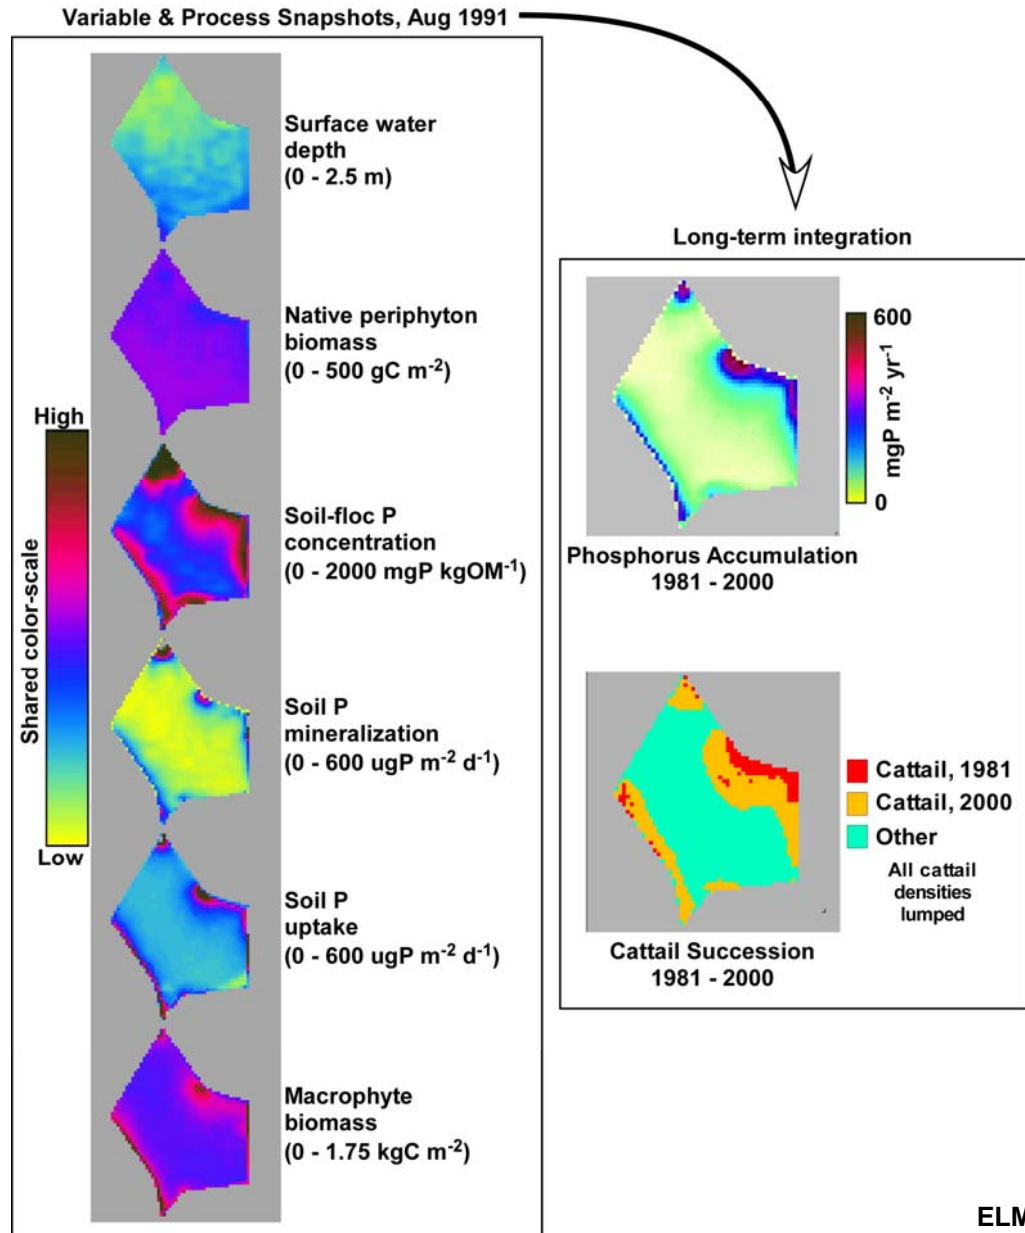 Variable & Process Snapshots, Aug 1991
Surface water
depth
(0 - 2.5 m)
Native periphyton
biomass
(0 - 500 gC m⁻²)
High
Shared color-scale
Low
Soil-floc P
concentration
(0 - 2000 mgP kgOM⁻¹)
Soil P
mineralization
(0 - 600 ugP m⁻² d⁻¹)
Soil P
uptake
(0 - 600 ugP m⁻² d⁻¹)
Macrophyte
biomass
(0 - 1.75 kgC m⁻²)
Long-term integration
600
mgP m⁻² yr⁻¹
0
Phosphorus Accumulation
1981 - 2000
Cattail, 1981
Cattail, 2000
Other
All cattail
densities
lumped
Cattail Succession
1981 - 2000
ELM